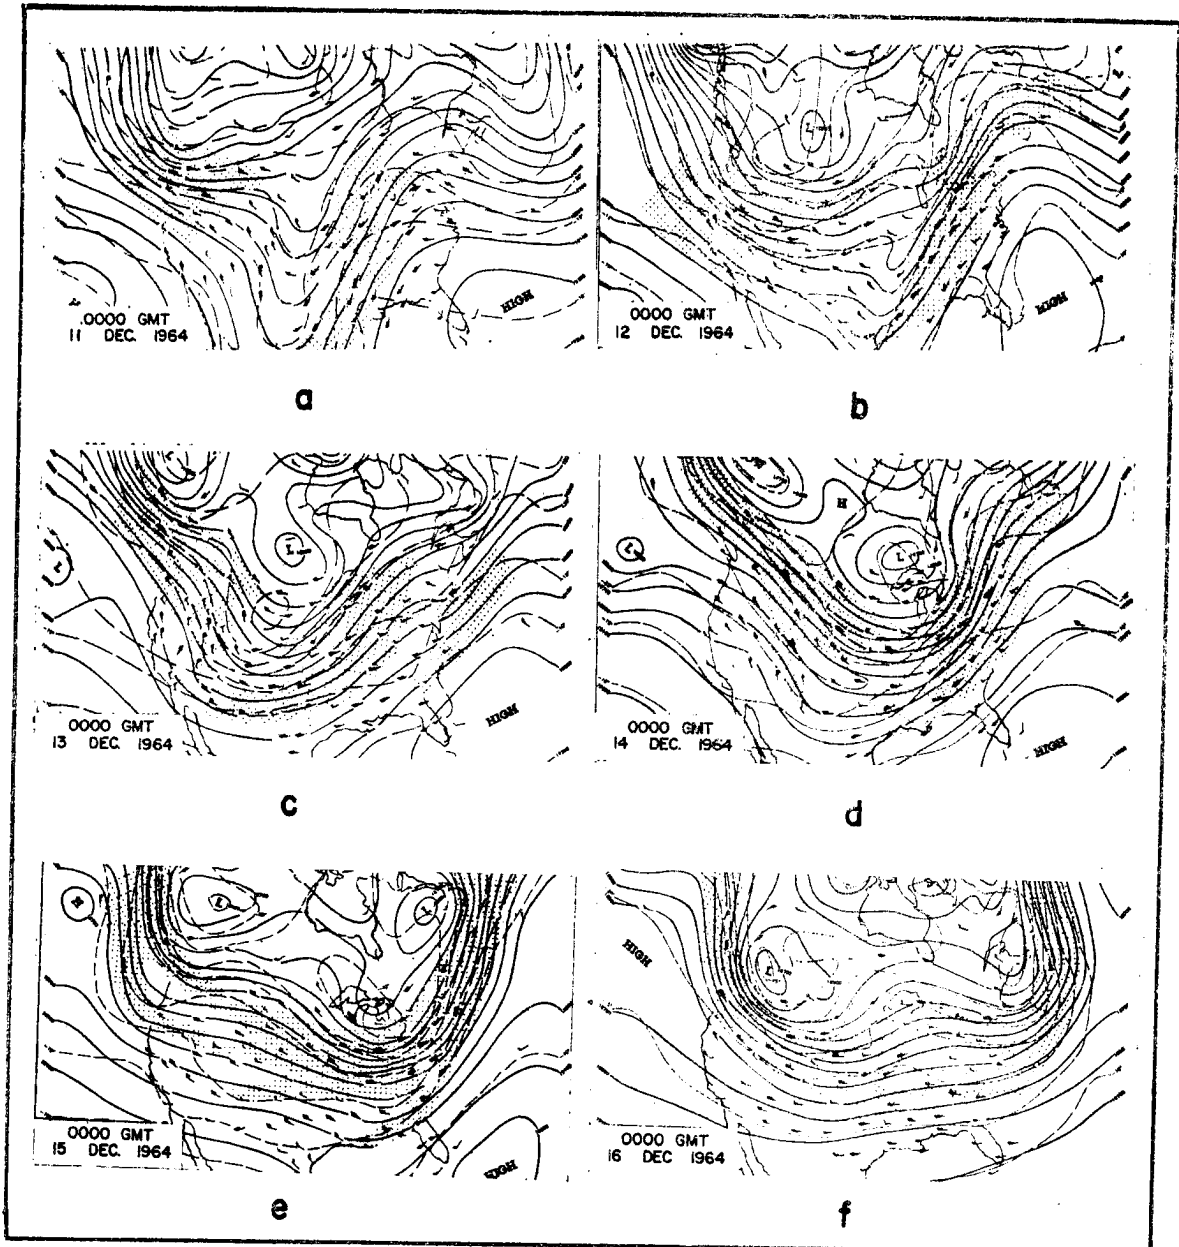 L
HIGH
HIGH
.0000 GMT
11 DEC. 1964
0000 GMT
12 DEC. 1964
a
b
L
L
L
H
L
L
HIGH
HIGH
0000 GMT
13 DEC. 1964
0000 GMT
14 DEC. 1964
c
d
L
L
HIGH
L
HIGH
0000 GMT
15 DEC. 1964
0000 GMT
16 DEC 1964
e
f